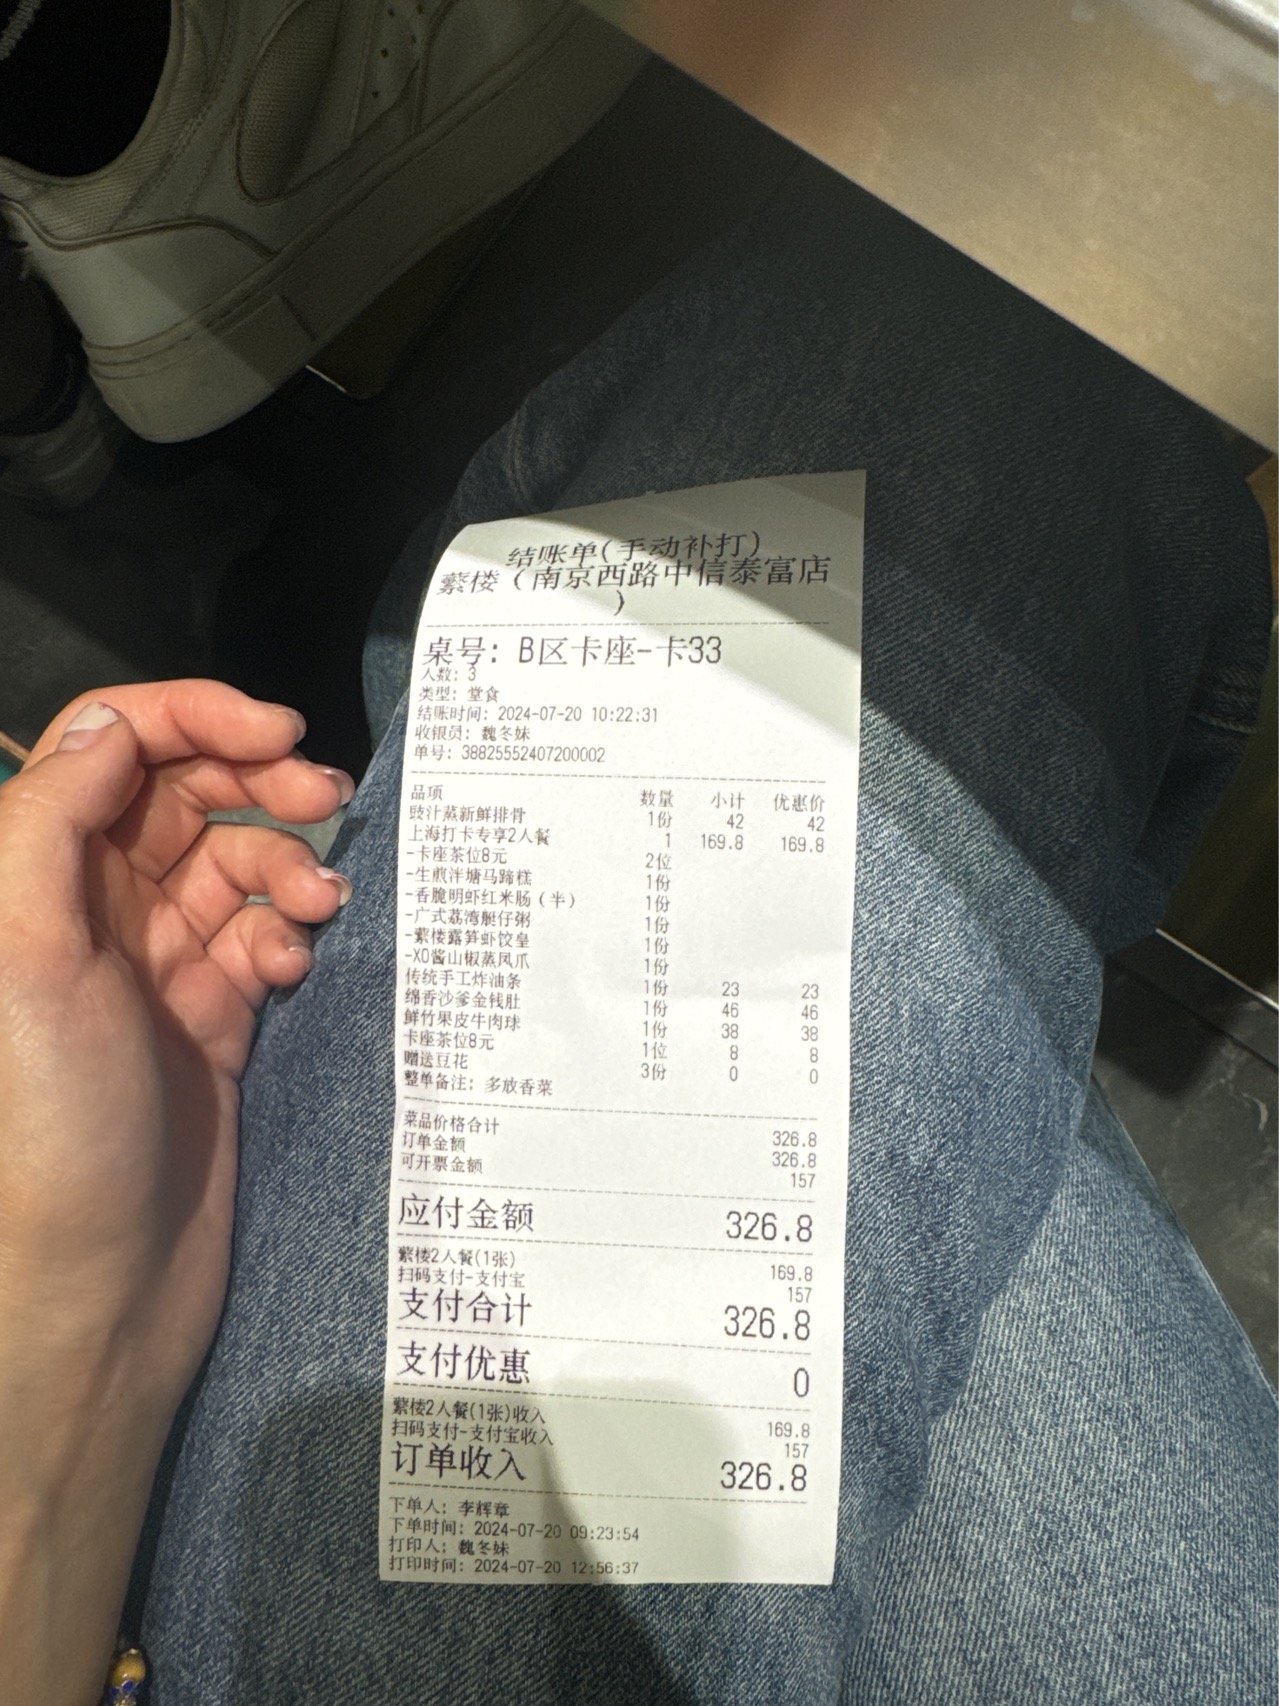 结账单(手动补打)
蘩楼（南京西路中信泰富店
）
桌号: B区卡座-卡33
人数: 3
类型: 堂食
结账时间: 2024-07-20 10:22:31
收银员: 魏冬妹
单号: 38825552407200002
品项 数量 小计 优惠价
豉汁蒸新鲜排骨 1份 42 42
上海打卡专享2人餐 1 169.8 169.8
-卡座茶位8元 2位
-生煎泮塘马蹄糕 1份
-香脆明虾红米肠（半） 1份
-广式荔湾艇仔粥 1份
-蘩楼露笋虾饺皇 1份
-XO酱山椒蒸凤爪 1份
传统手工炸油条 1份 23 23
绵香沙爹金钱肚 1份 46 46
鲜竹果皮牛肉球 1份 38 38
卡座茶位8元 1位 8 8
赠送豆花 3份 0 0
整单备注: 多放香菜
菜品价格合计 326.8
订单金额 326.8
可开票金额 157
应付金额 326.8
蘩楼2人餐(1张) 169.8
扫码支付-支付宝 157
支付合计 326.8
支付优惠 0
蘩楼2人餐(1张)收入 169.8
扫码支付-支付宝收入 157
订单收入 326.8
下单人: 李辉章
下单时间: 2024-07-20 09:23:54
打印人: 魏冬妹
打印时间: 2024-07-20 12:56:37